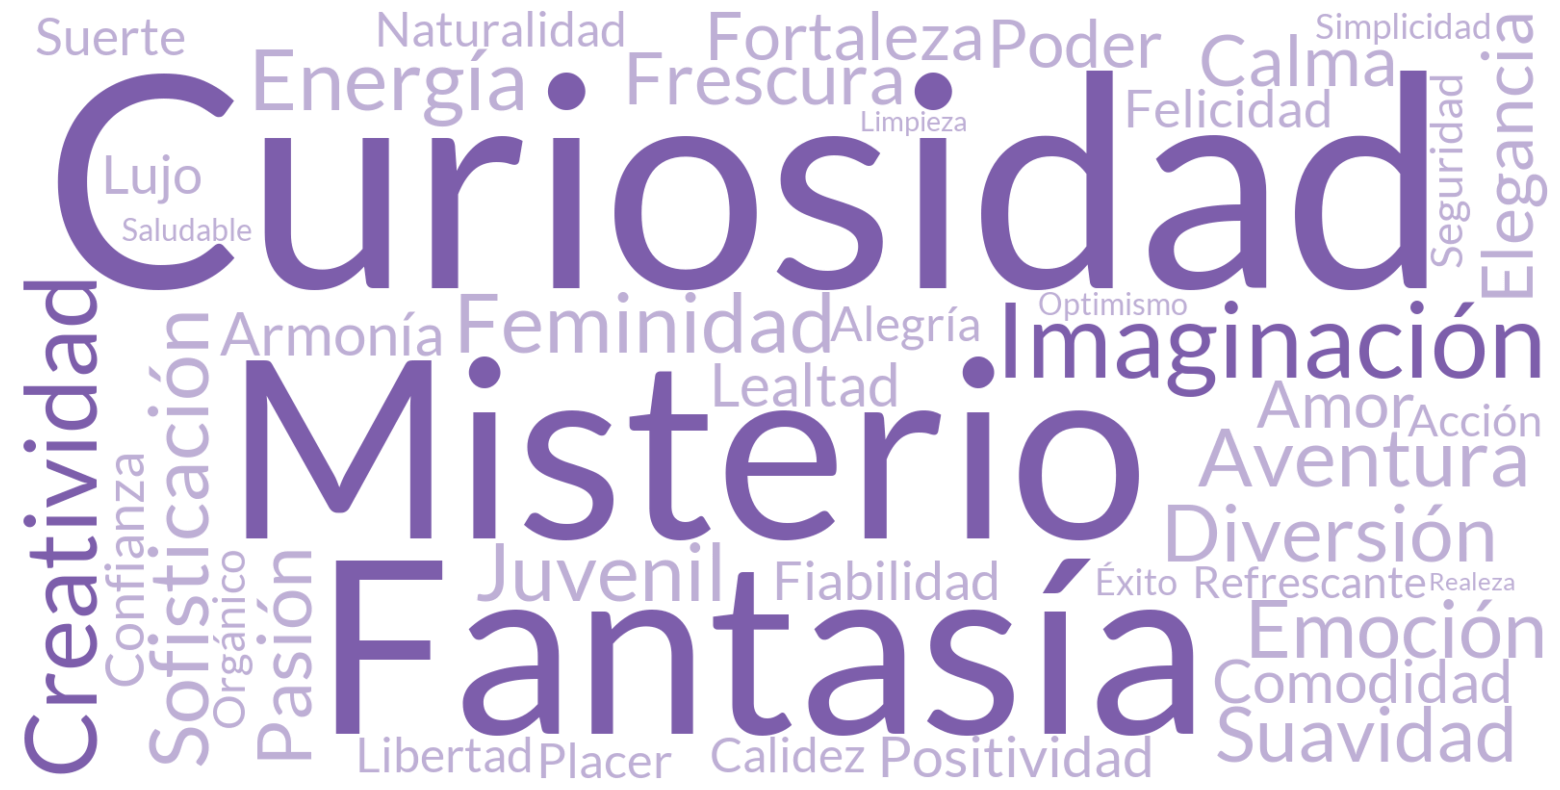 Suerte
Naturalidad
Fortaleza
Poder
Simplicidad
Energía
Frescura
Calma
Elegancia
Curiosidad
Limpieza
Felicidad
Seguridad
Lujo
Saludable
Creatividad
Sofisticación
Armonía
Feminidad
Alegría
Optimismo
Imaginación
Misterio
Lealtad
Amor
Acción
Aventura
Confianza
Orgánico
Pasión
Diversión
Juvenil
Fiabilidad
Éxito
Refrescante
Realeza
Fantasía
Emoción
Comodidad
Suavidad
Libertad
Placer
Calidez
Positividad